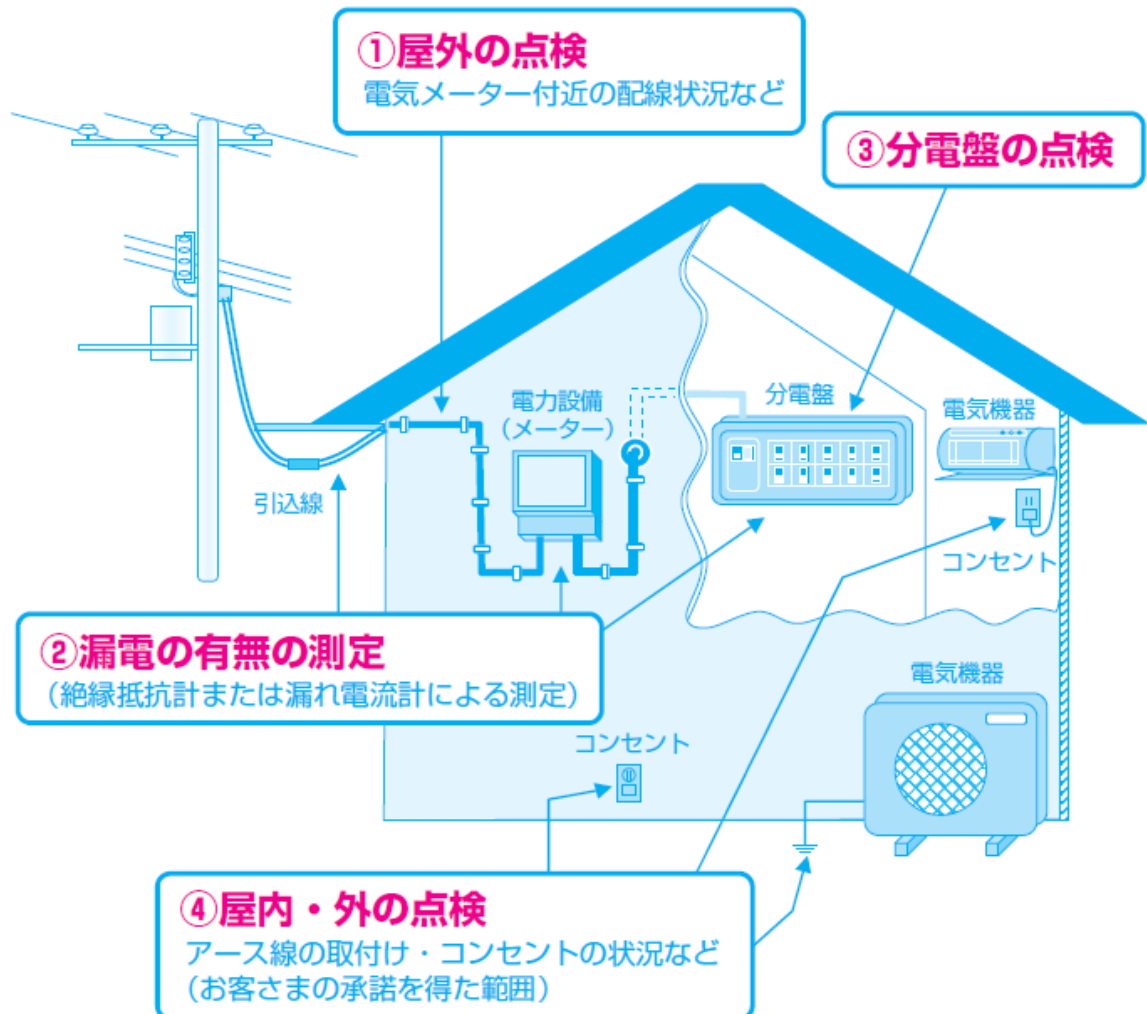 ①屋外の点検
電気メーター付近の配線状況など
③分電盤の点検
電力設備
(メーター)
分電盤
電気機器
引込線
コンセント
②漏電の有無の測定
(絶縁抵抗計または漏れ電流計による測定)
電気機器
コンセント
④屋内・外の点検
アース線の取付け・コンセントの状況など
(お客さまの承諾を得た範囲)